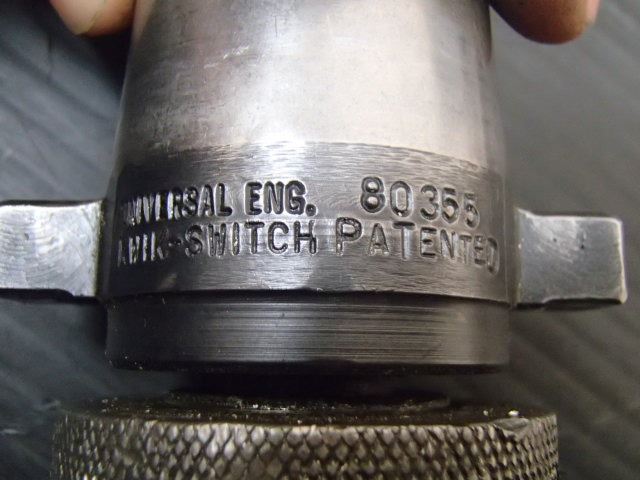 UNIVERSAL ENG. 80355
KWIK-SWITCH PATENTED